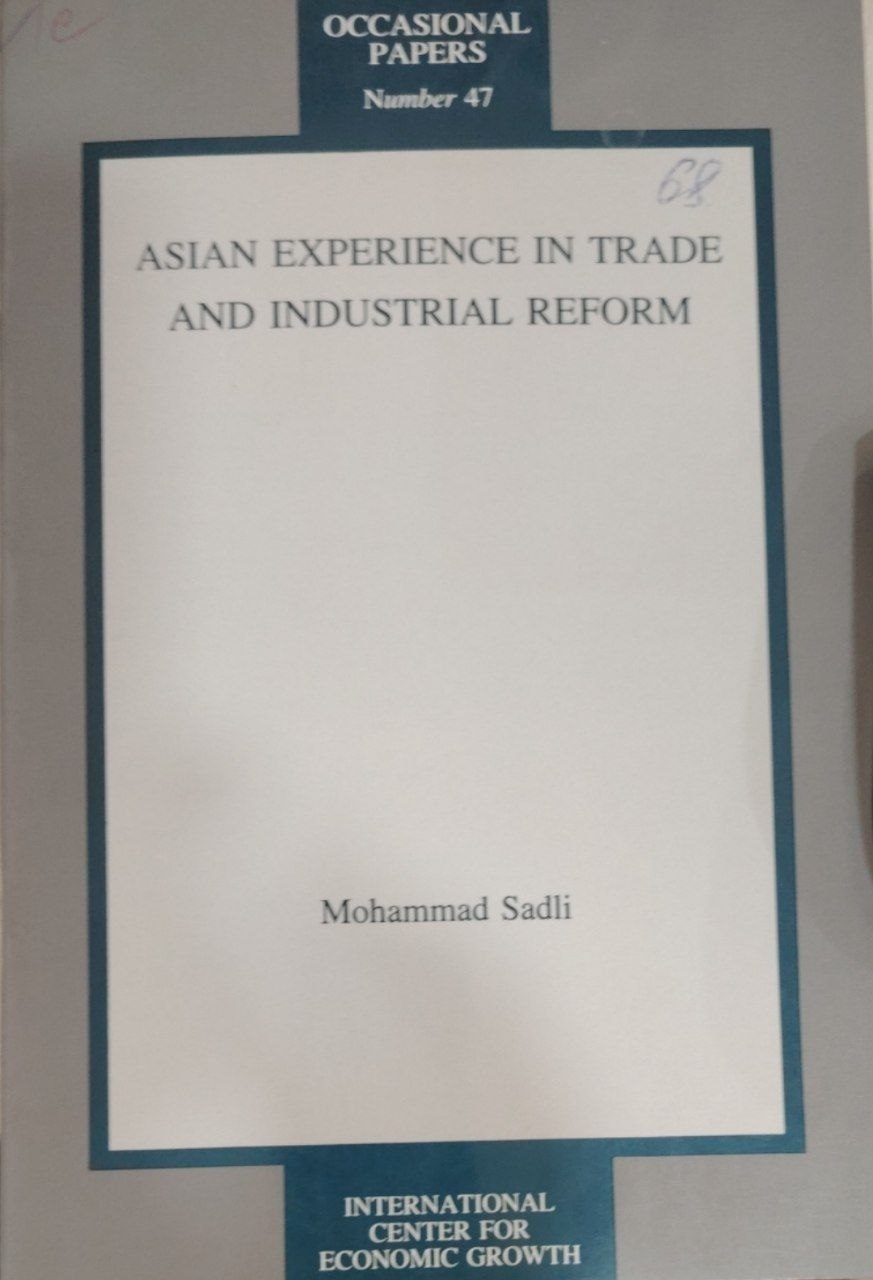 OCCASIONAL
PAPERS
Number 47
68
ASIAN EXPERIENCE IN TRADE
AND INDUSTRIAL REFORM
Mohammad Sadli
INTERNATIONAL
CENTER FOR
ECONOMIC GROWTH